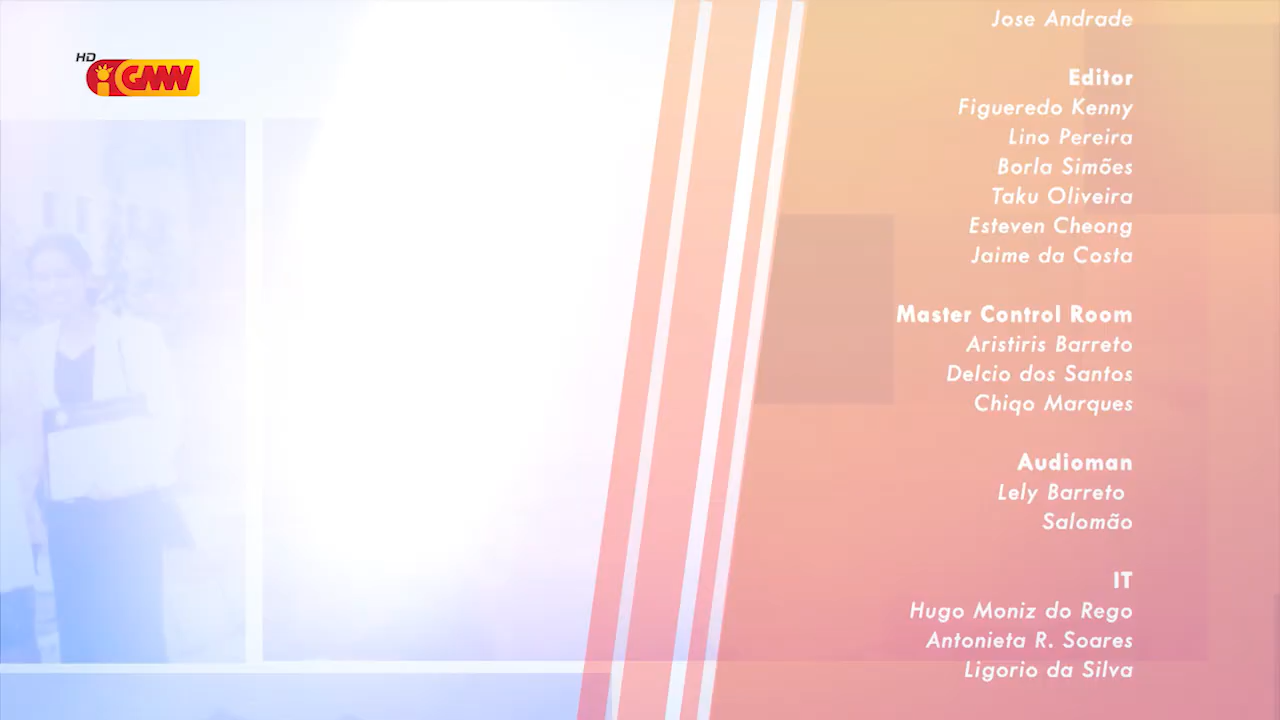 HD
GMN
Jose Andrade
Editor
Figueredo Kenny
Lino Pereira
Borla Simões
Taku Oliveira
Esteven Cheong
Jaime da Costa
Master Control Room
Aristiris Barreto
Delcio dos Santos
Chiqo Marques
Audioman
Lely Barreto
Salomão
IT
Hugo Moniz do Rego
Antonieta R. Soares
Ligorio da Silva